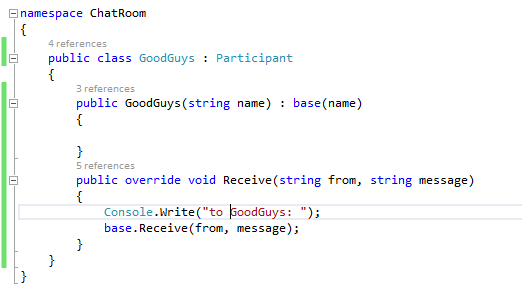 namespace ChatRoom
{
4 references
public class GoodGuys : Participant
{
3 references
public GoodGuys(string name) : base(name)
{
}
5 references
public override void Receive(string from, string message)
{
Console.Write("to GoodGuys: ");
base.Receive(from, message);
}
}
}